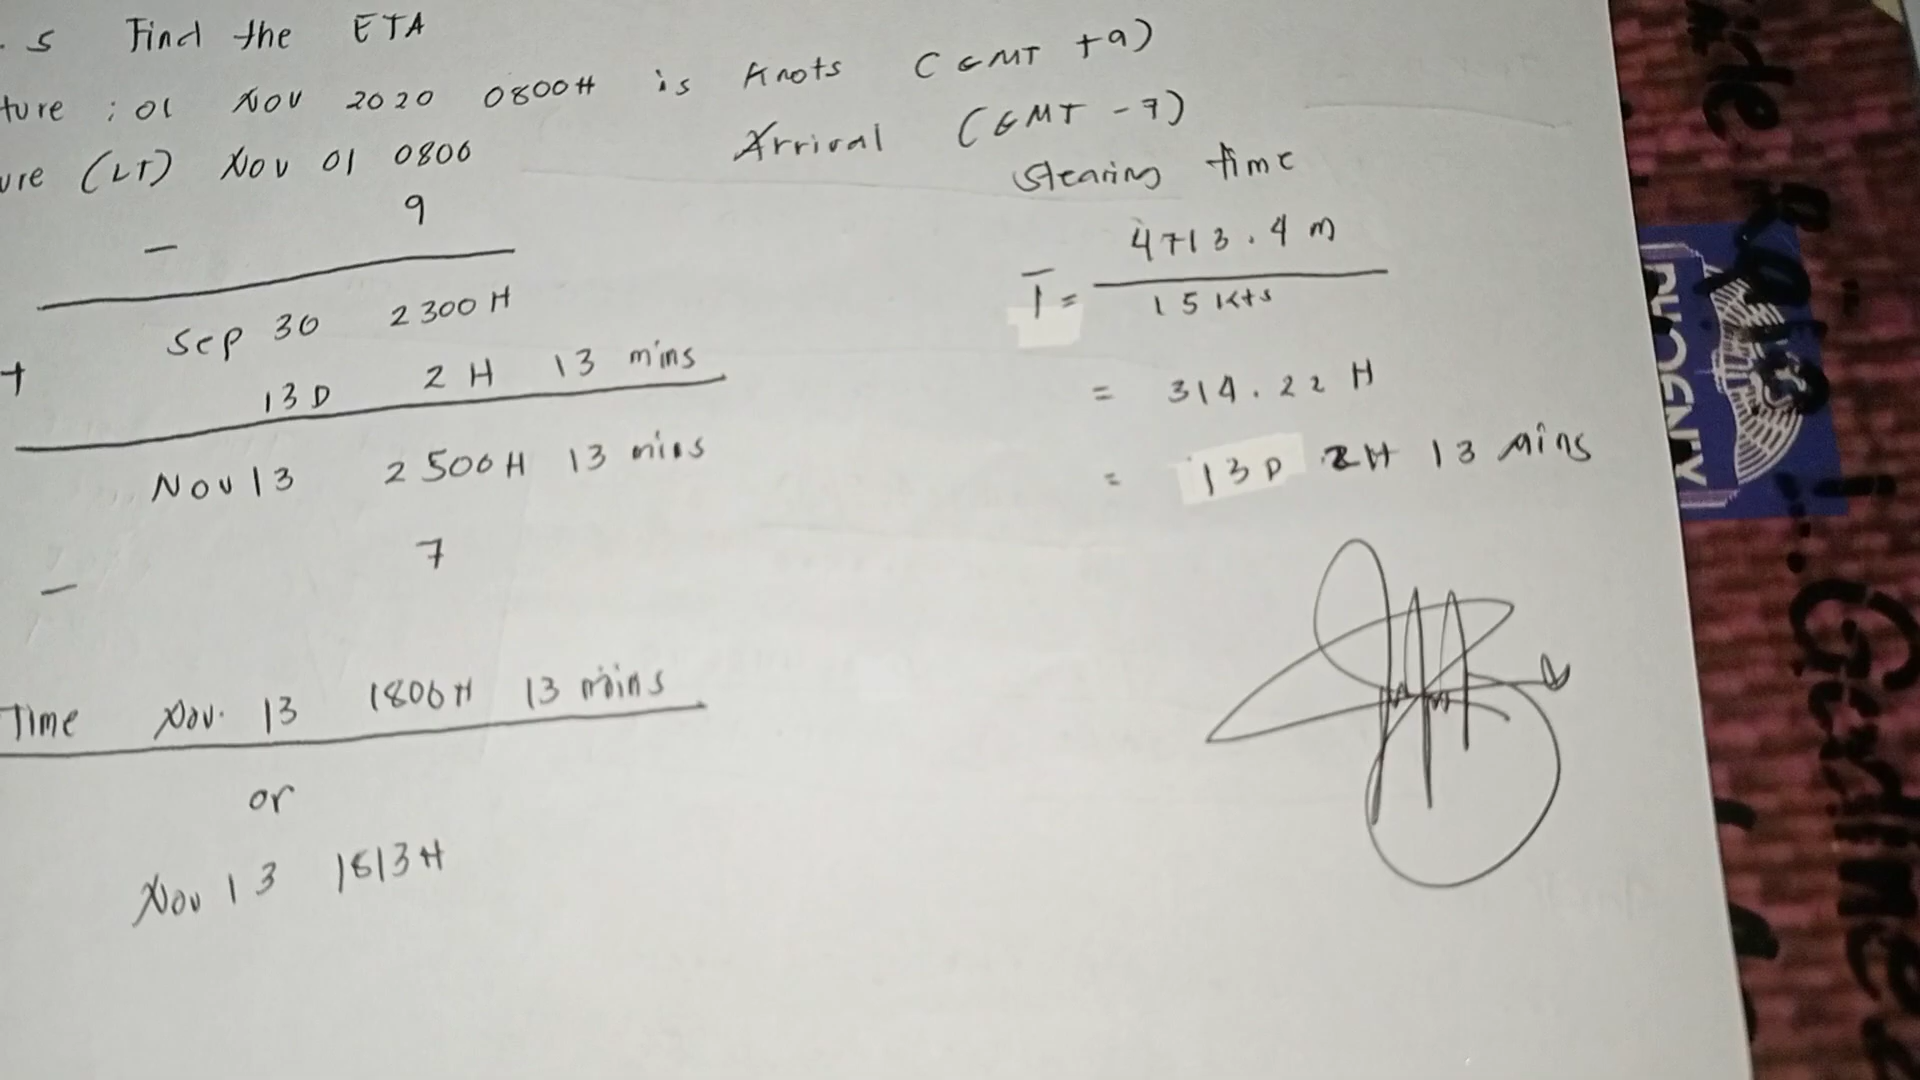 . 5 Find the ETA
ture : 01 Nov 2020 0800H is knots (GMT +9)
ure (LT) Nov 01 0800 Arrival (GMT -7)
- 9
Stearing time
T = 4713.4 m
15 kts
Sep 30 2300 H
+ 13 D 2 H 13 mins
= 314.22 H
Nov 13 2500H 13 mins
= 13D 2H 13 mins
- 7
Time Nov. 13 1800H 13 mins
or
Nov 13 1813H